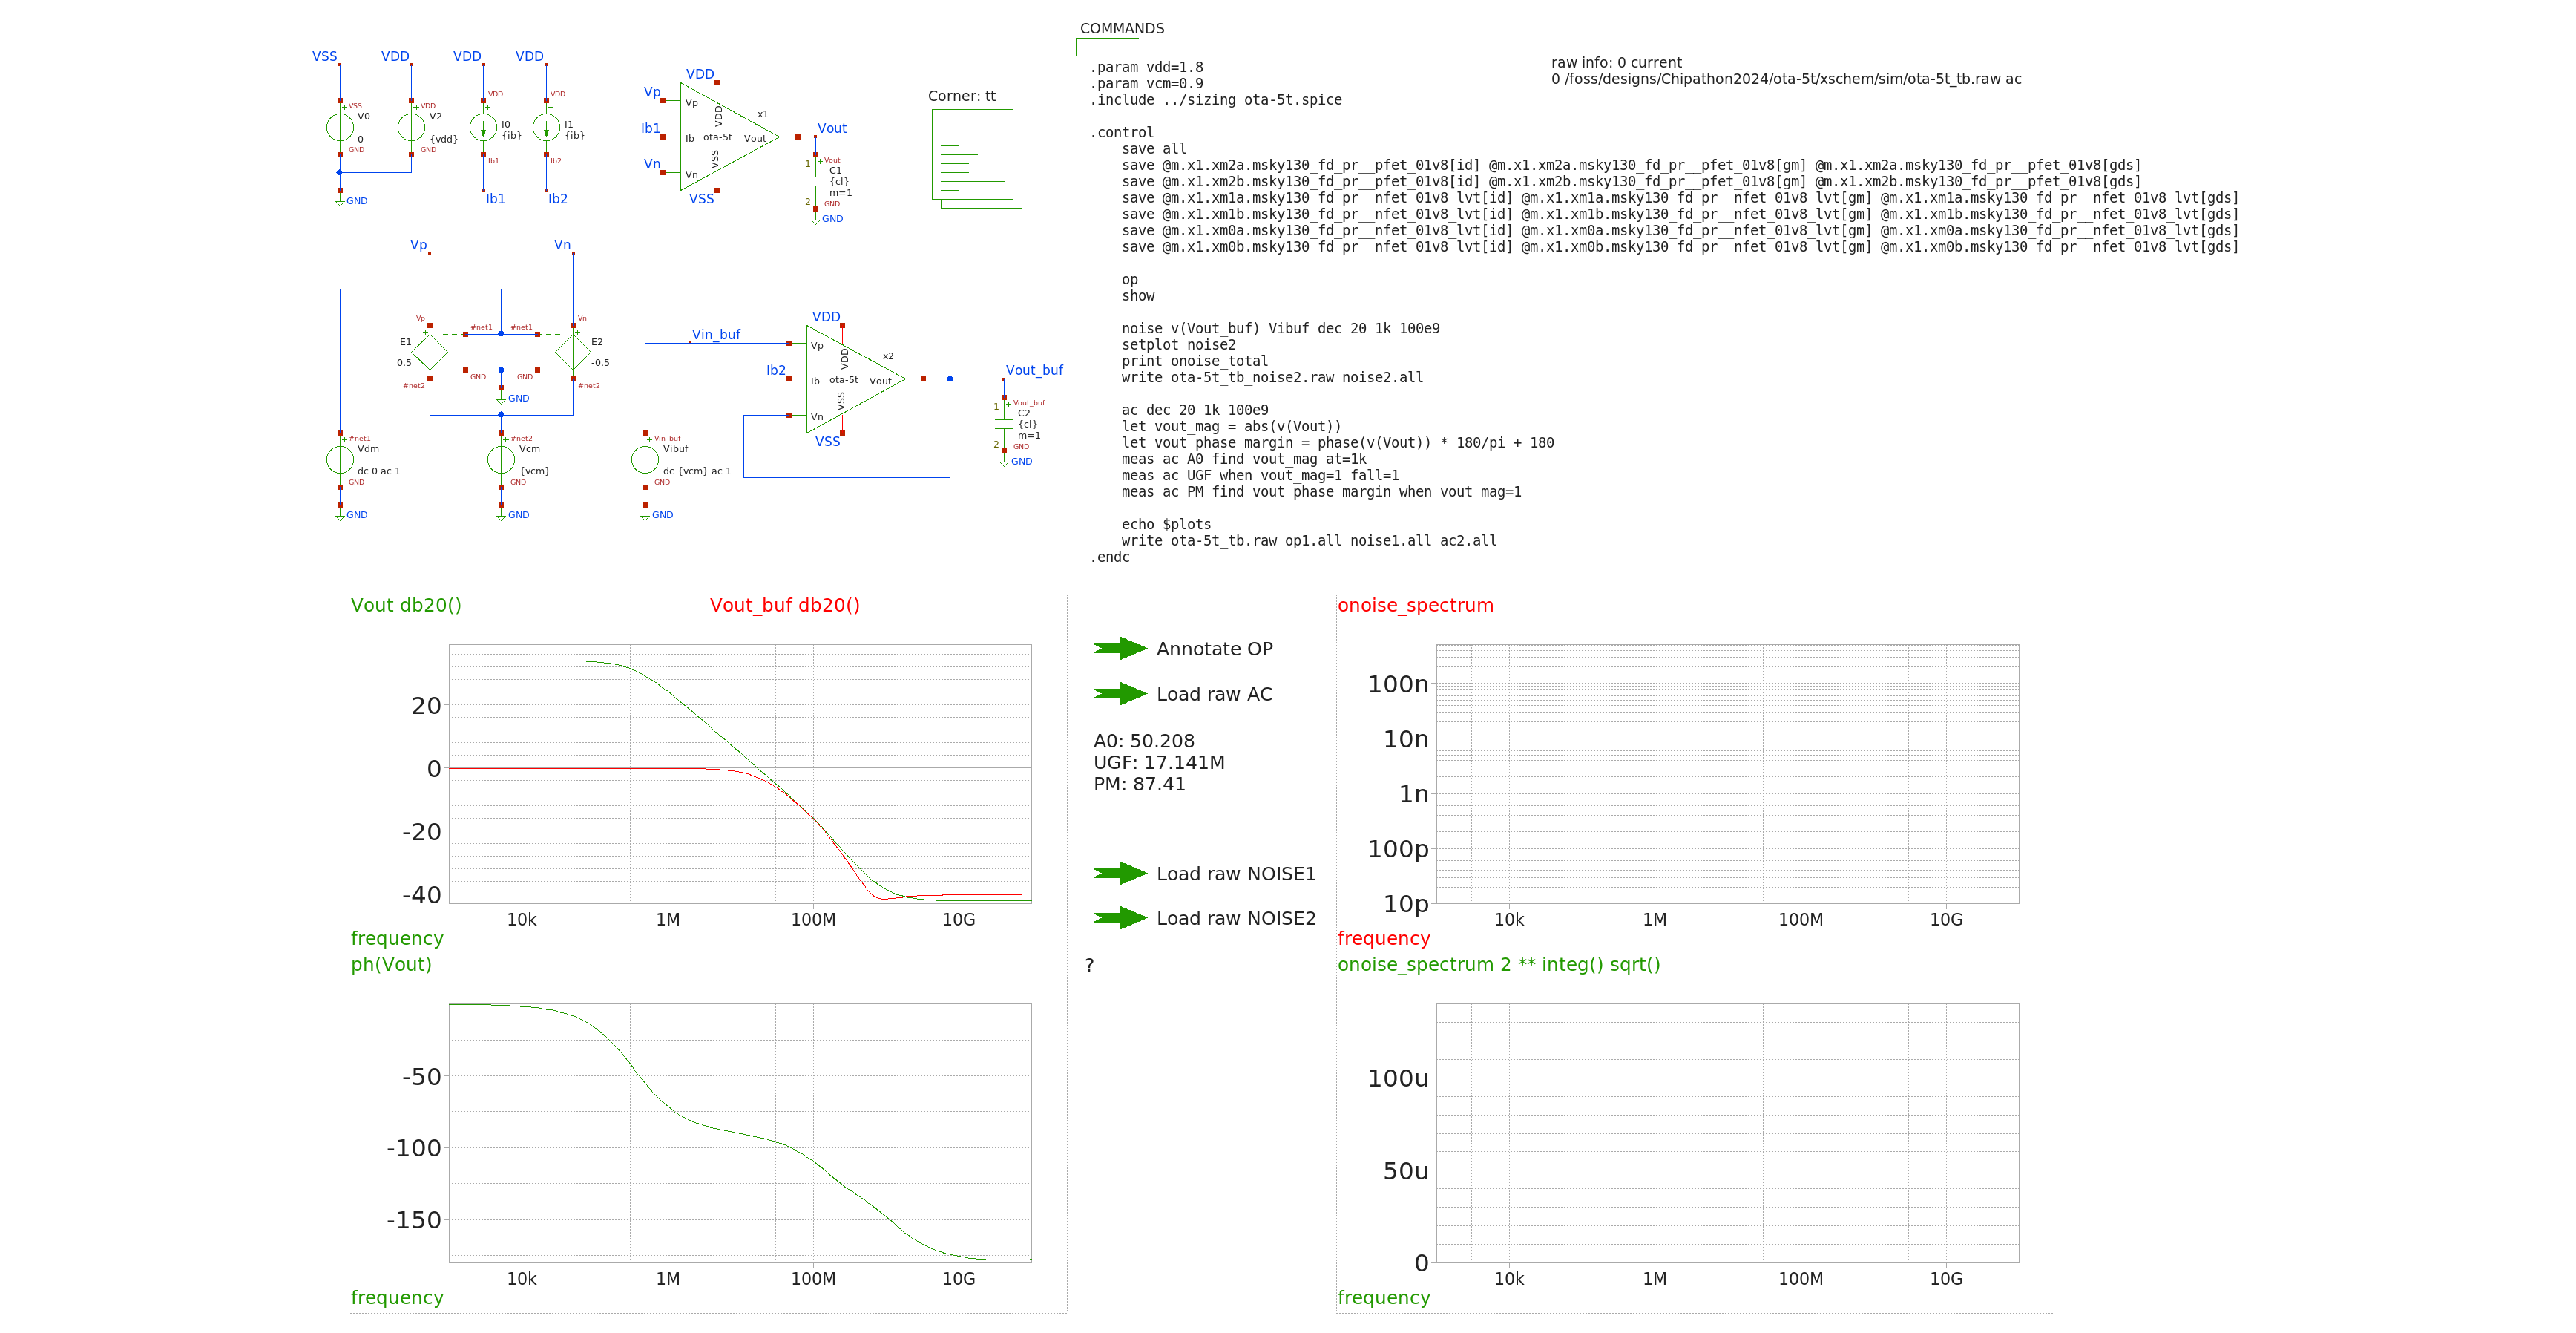 COMMANDS
.param vdd=1.8
.param vcm=0.9
.include ../sizing_ota-5t.spice
.control
save all
save @m.x1.xm2a.msky130_fd_pr__pfet_01v8[id] @m.x1.xm2a.msky130_fd_pr__pfet_01v8[gm] @m.x1.xm2a.msky130_fd_pr__pfet_01v8[gds]
save @m.x1.xm2b.msky130_fd_pr__pfet_01v8[id] @m.x1.xm2b.msky130_fd_pr__pfet_01v8[gm] @m.x1.xm2b.msky130_fd_pr__pfet_01v8[gds]
save @m.x1.xm1a.msky130_fd_pr__nfet_01v8_lvt[id] @m.x1.xm1a.msky130_fd_pr__nfet_01v8_lvt[gm] @m.x1.xm1a.msky130_fd_pr__nfet_01v8_lvt[gds]
save @m.x1.xm1b.msky130_fd_pr__nfet_01v8_lvt[id] @m.x1.xm1b.msky130_fd_pr__nfet_01v8_lvt[gm] @m.x1.xm1b.msky130_fd_pr__nfet_01v8_lvt[gds]
save @m.x1.xm0a.msky130_fd_pr__nfet_01v8_lvt[id] @m.x1.xm0a.msky130_fd_pr__nfet_01v8_lvt[gm] @m.x1.xm0a.msky130_fd_pr__nfet_01v8_lvt[gds]
save @m.x1.xm0b.msky130_fd_pr__nfet_01v8_lvt[id] @m.x1.xm0b.msky130_fd_pr__nfet_01v8_lvt[gm] @m.x1.xm0b.msky130_fd_pr__nfet_01v8_lvt[gds]
op
show
noise v(Vout_buf) Vibuf dec 20 1k 100e9
setplot noise2
print onoise_total
write ota-5t_tb_noise2.raw noise2.all
ac dec 20 1k 100e9
let vout_mag = abs(v(Vout))
let vout_phase_margin = phase(v(Vout)) * 180/pi + 180
meas ac A0 find vout_mag at=1k
meas ac UGF when vout_mag=1 fall=1
meas ac PM find vout_phase_margin when vout_mag=1
echo $plots
write ota-5t_tb.raw op1.all noise1.all ac2.all
.endc
raw info: 0 current
0 /foss/designs/Chipathon2024/ota-5t/xschem/sim/ota-5t_tb.raw ac
VSS
VDD
VDD
VDD
VSS
V0
0
GND
GND
VDD
V2
{vdd}
GND
VDD
I0
{ib}
Ib1
Ib1
VDD
I1
{ib}
Ib2
Ib2
VDD
Vp
Ib1
Vn
Vp
Ib
Vn
VDD
VSS
ota-5t
Vout
x1
VSS
Vout
1
Vout
C1
{cl}
m=1
2
GND
GND
Corner: tt
Vp
Vn
Vp
#net1
#net1
Vn
E1
0.5
E2
-0.5
GND
GND
#net2
#net2
GND
#net1
Vdm
dc 0 ac 1
GND
GND
#net2
Vcm
{vcm}
GND
GND
Vin_buf
Vin_buf
Vibuf
dc {vcm} ac 1
GND
GND
VDD
Ib2
Vp
Ib
Vn
VDD
VSS
ota-5t
Vout
x2
VSS
Vout_buf
1
Vout_buf
C2
{cl}
m=1
2
GND
GND
Vout db20()
Vout_buf db20()
20
0
-20
-40
10k
1M
100M
10G
frequency
ph(Vout)
-50
-100
-150
10k
1M
100M
10G
frequency
Annotate OP
Load raw AC
A0: 50.208
UGF: 17.141M
PM: 87.41
Load raw NOISE1
Load raw NOISE2
?
onoise_spectrum
100n
10n
1n
100p
10p
10k
1M
100M
10G
frequency
onoise_spectrum 2 ** integ() sqrt()
100u
50u
0
10k
1M
100M
10G
frequency